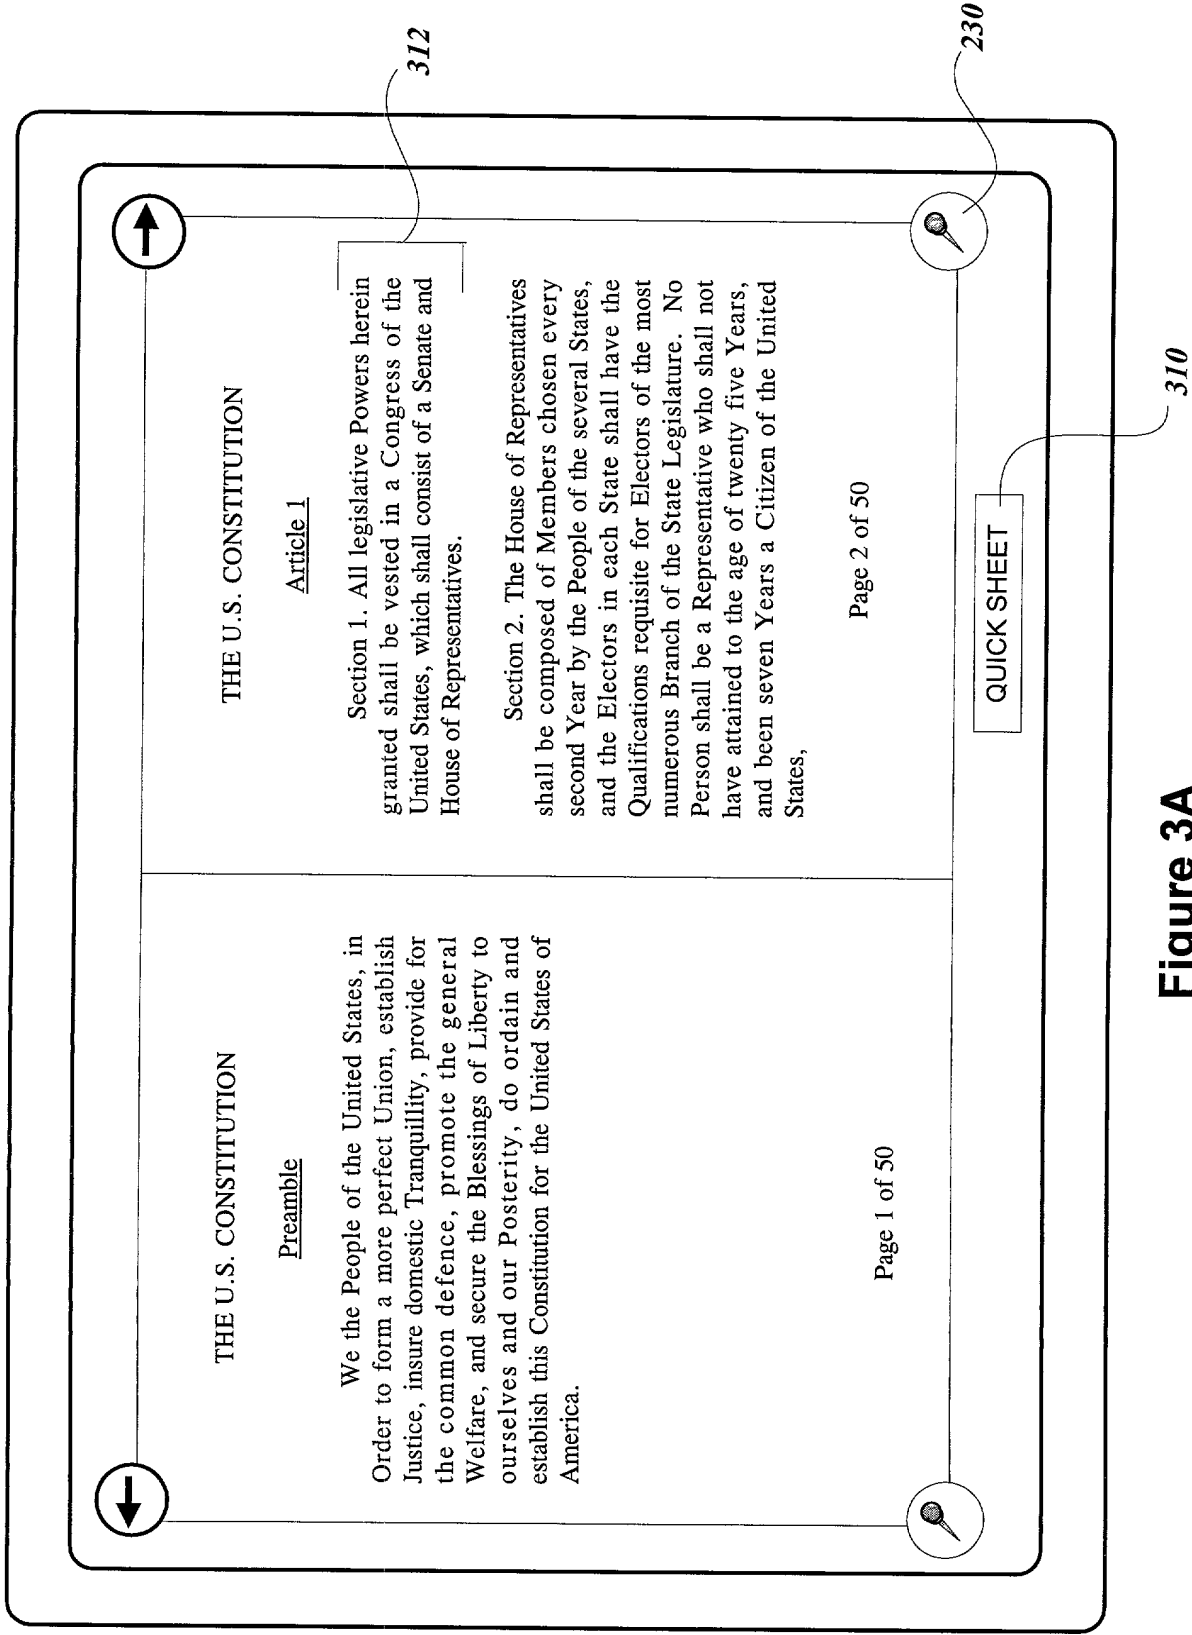 THE U.S. CONSTITUTION
Preamble
We the People of the United States, in
Order to form a more perfect Union, establish
Justice, insure domestic Tranquillity, provide for
the common defence, promote the general
Welfare, and secure the Blessings of Liberty to
ourselves and our Posterity, do ordain and
establish this Constitution for the United States of
America.
Page 1 of 50
THE U.S. CONSTITUTION
Article 1
Section 1. All legislative Powers herein
granted shall be vested in a Congress of the
United States, which shall consist of a Senate and
House of Representatives.
Section 2. The House of Representatives
shall be composed of Members chosen every
second Year by the People of the several States,
and the Electors in each State shall have the
Qualifications requisite for Electors of the most
numerous Branch of the State Legislature. No
Person shall be a Representative who shall not
have attained to the age of twenty five Years,
and been seven Years a Citizen of the United
States,
Page 2 of 50
QUICK SHEET
312
230
310
Figure 3A